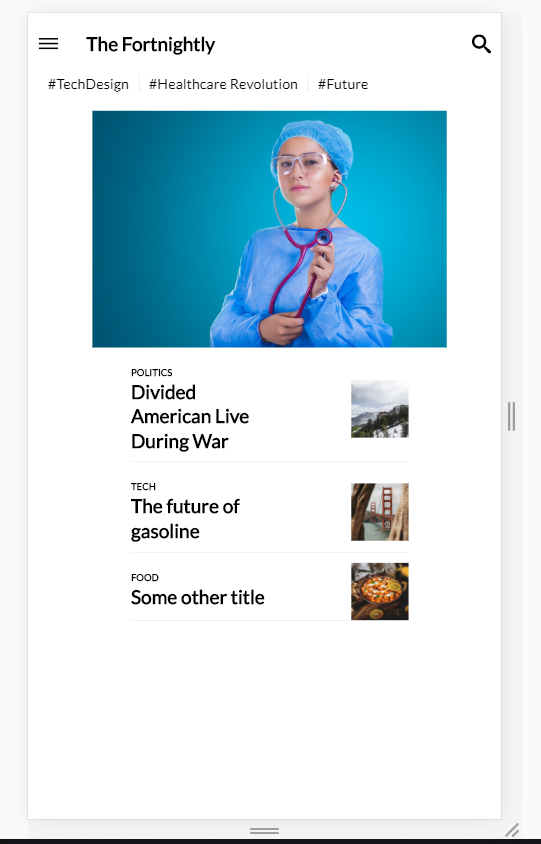 The Fortnightly
#TechDesign #Healthcare Revolution #Future
POLITICS
Divided
American Live
During War
TECH
The future of
gasoline
FOOD
Some other title